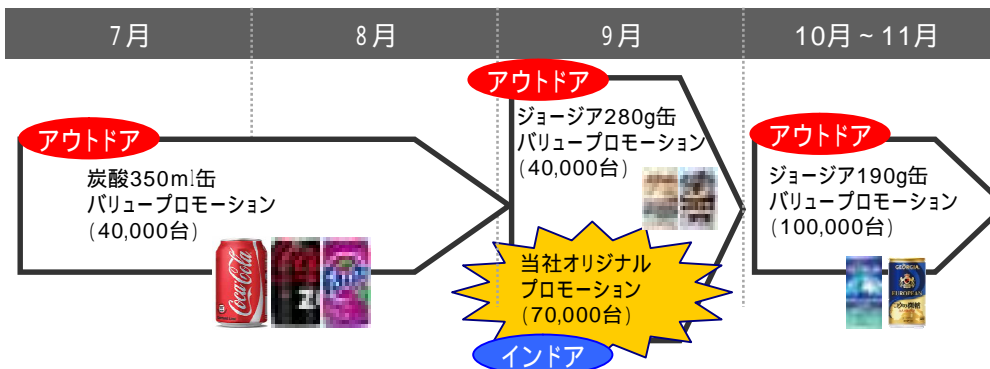 7月
8月
9月
10月~11月
アウトドア
炭酸350ml缶
バリュープロモーション
(40,000台)
Coca-Cola
アウトドア
ジョージア280g缶
バリュープロモーション
(40,000台)
当社オリジナル
プロモーション
(70,000台)
インドア
アウトドア
ジョージア190g缶
バリュープロモーション
(100,000台)
GEORGIA
EUROPEAN